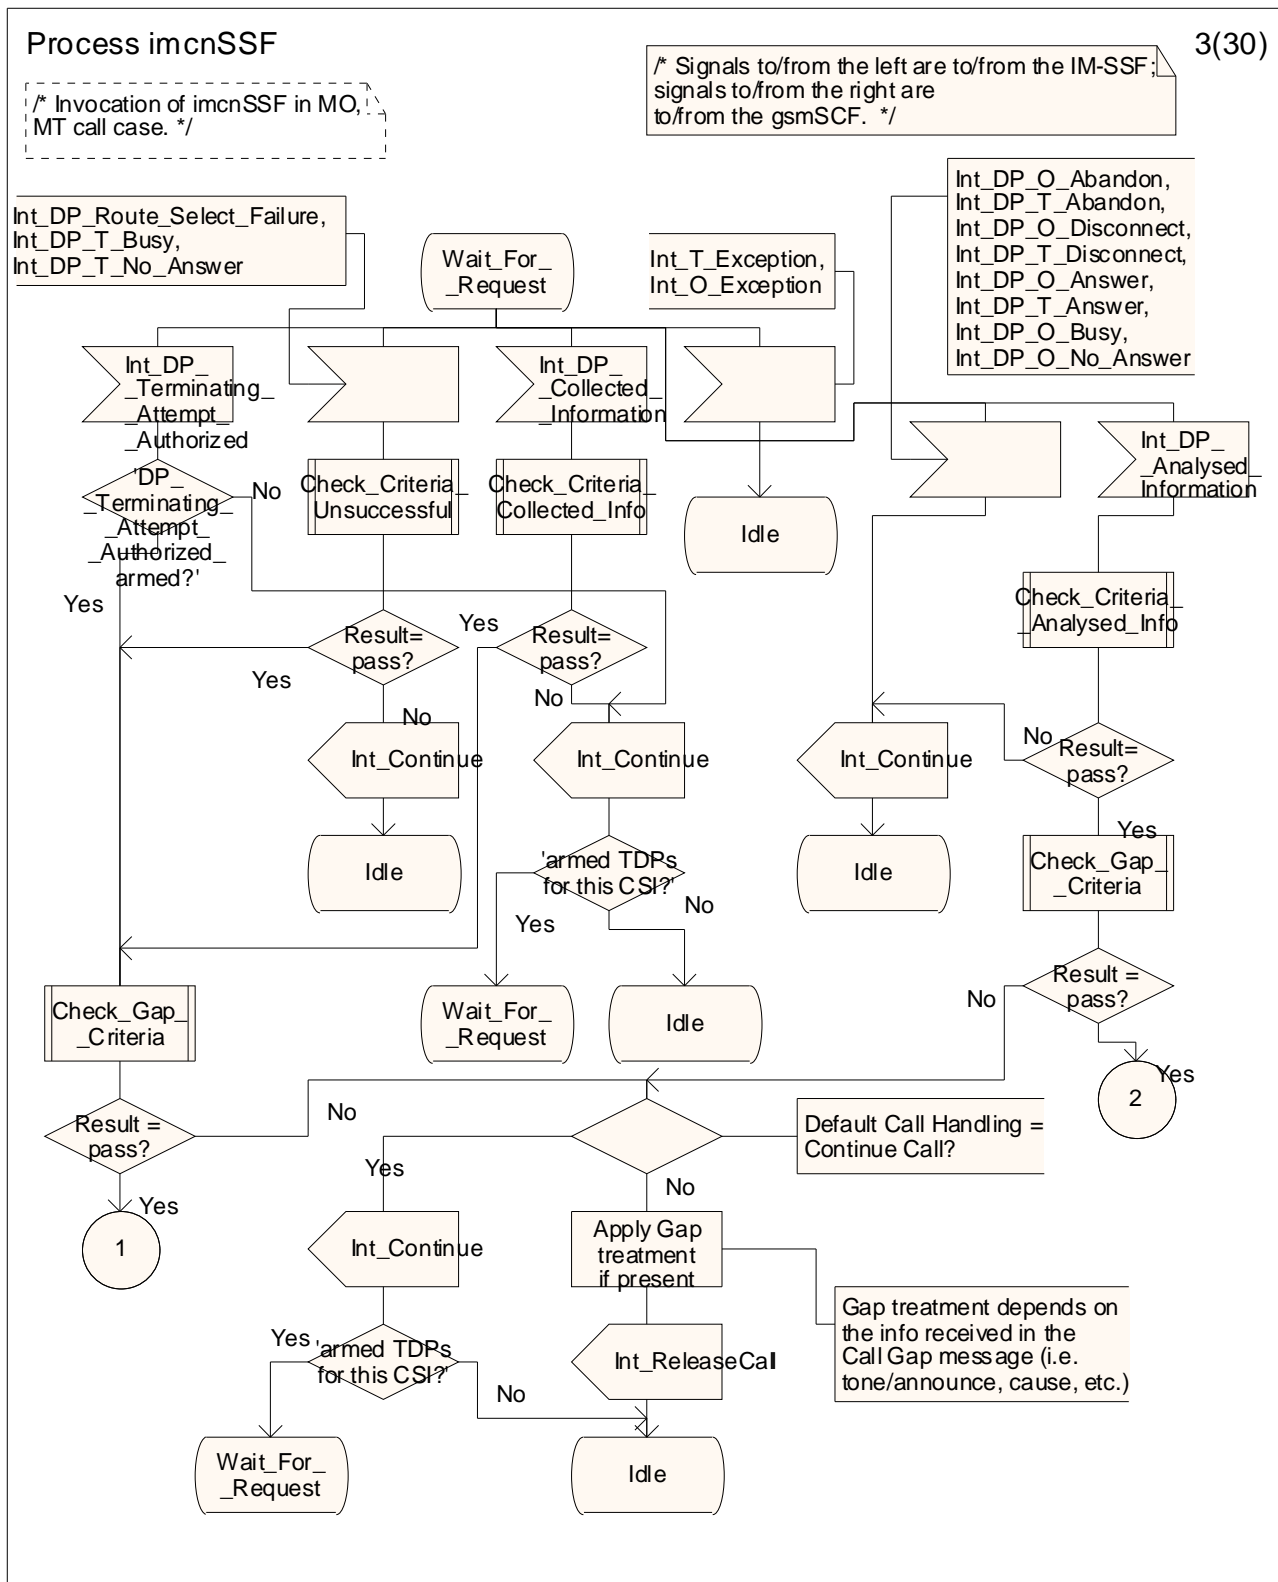 Process imcnSSF
3(30)
/* Invocation of imcnSSF in MO,
MT call case. */
/* Signals to/from the left are to/from the IM-SSF;
signals to/from the right are
to/from the gsmSCF. */
Int_DP_Route_Select_Failure,
Int_DP_T_Busy,
Int_DP_T_No_Answer
Wait_For_
_Request
Int_T_Exception,
Int_O_Exception
Int_DP_O_Abandon,
Int_DP_T_Abandon,
Int_DP_O_Disconnect,
Int_DP_T_Disconnect,
Int_DP_O_Answer,
Int_DP_T_Answer,
Int_DP_O_Busy,
Int_DP_O_No_Answer
Int_DP_
_Terminating_
_Attempt_
_Authorized
Int_DP_
_Collected_
_Information
Int_DP_
_Analysed_
_Information
'DP_
_Terminating_
_Attempt_
_Authorized_
armed?'
No
Yes
Check_Criteria_
_Unsuccessful
Check_Criteria_
_Collected_Info
Idle
Check_Criteria_
_Analysed_Info
Result=
pass?
Yes
No
Yes
Result=
pass?
No
Int_Continue
Int_Continue
Int_Continue
No
Result=
pass?
Yes
Idle
'armed TDPs
for this CSI?'
Yes
No
Idle
Check_Gap_
_Criteria
Check_Gap_
_Criteria
Wait_For_
_Request
Idle
No
Result =
pass?
Yes
2
Result =
pass?
No
Yes
1
Default Call Handling =
Continue Call?
Yes
No
Int_Continue
Apply Gap
treatment
if present
Gap treatment depends on
the info received in the
Call Gap message (i.e.
tone/announce, cause, etc.)
Yes
'armed TDPs
for this CSI?'
No
Int_ReleaseCall
Wait_For_
_Request
Idle